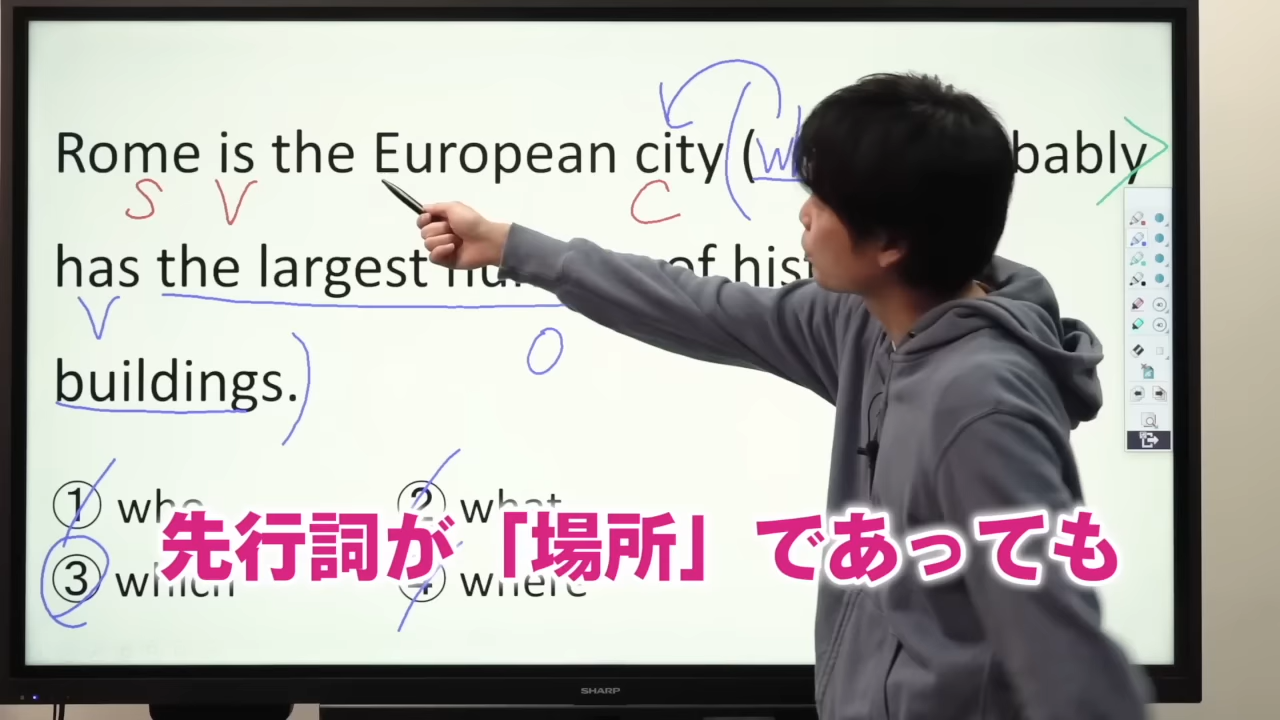 Rome is the European city ( bably
has the largest of
buildings.
S V C
V
O
① who ② what
先行詞が「場所」であっても
③ which ④ where
SHARP